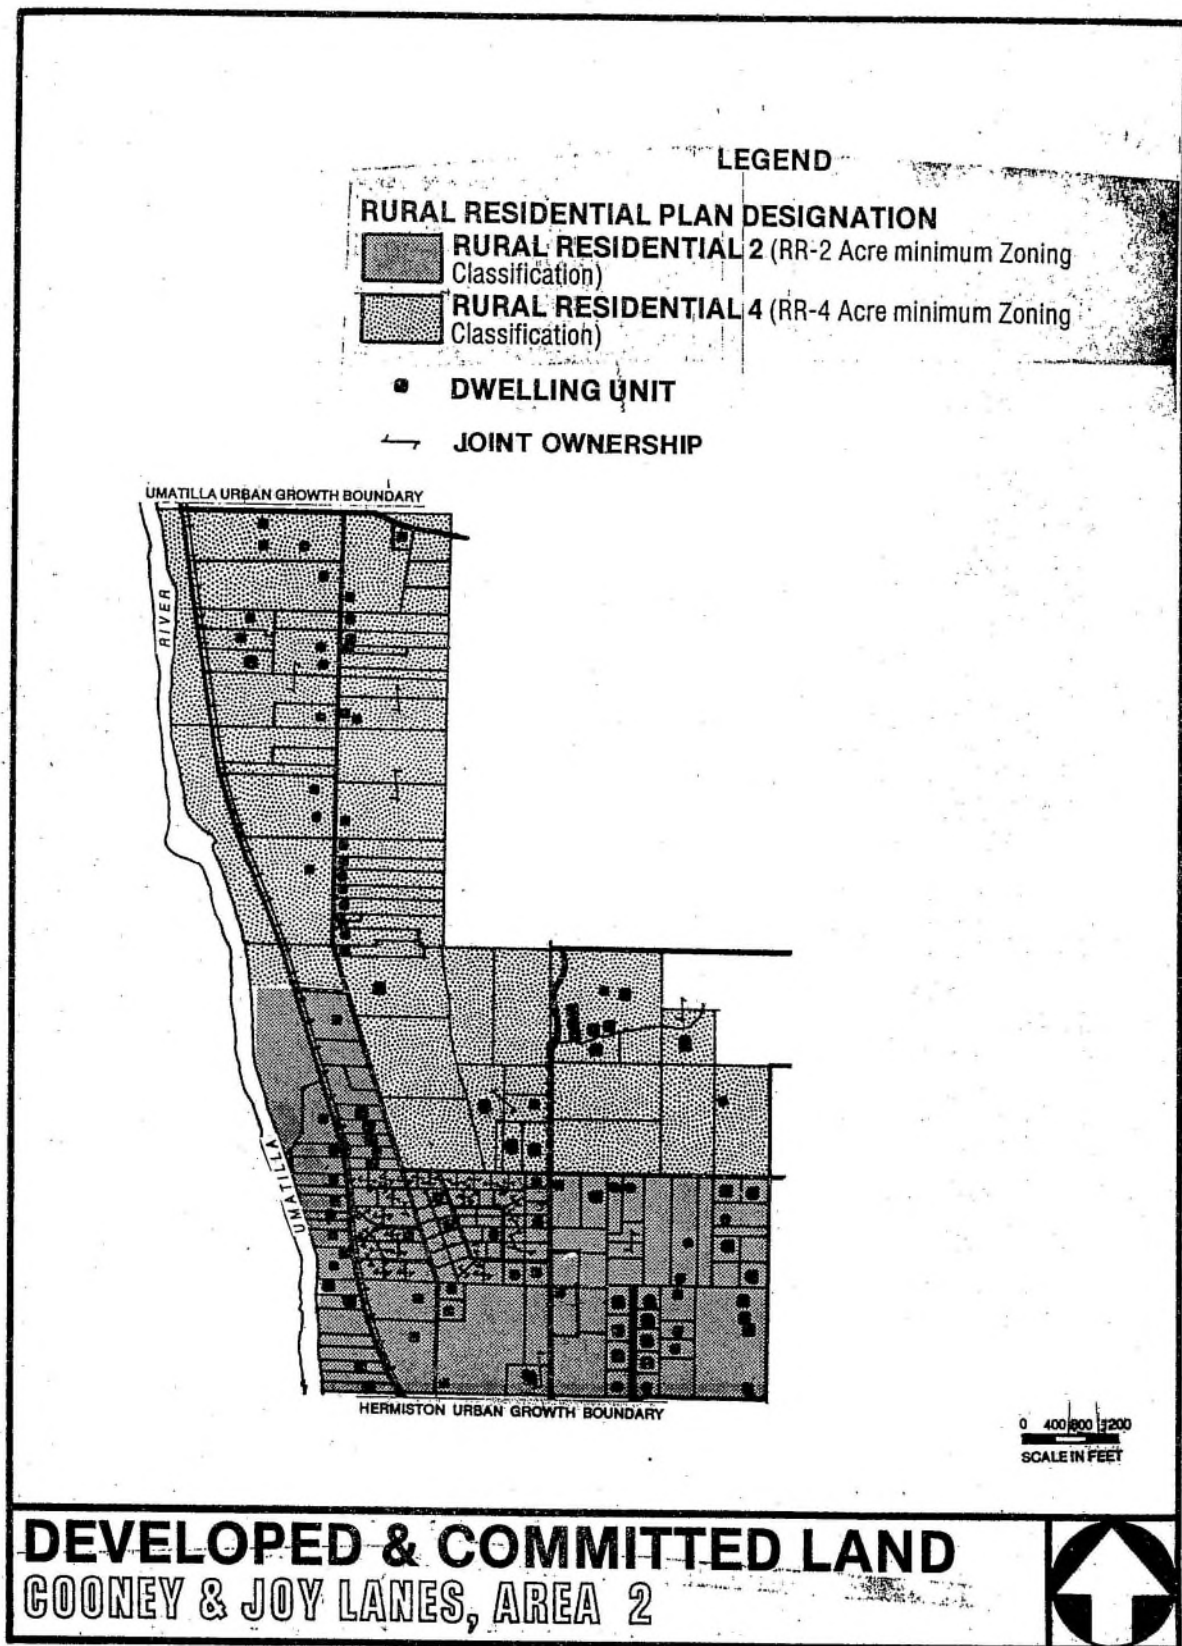 LEGEND
RURAL RESIDENTIAL PLAN DESIGNATION
RURAL RESIDENTIAL 2 (RR-2 Acre minimum Zoning
Classification)
RURAL RESIDENTIAL 4 (RR-4 Acre minimum Zoning
Classification)
DWELLING UNIT
JOINT OWNERSHIP
UMATILLA URBAN GROWTH BOUNDARY
RIVER
UMATILLA
HERMISTON URBAN GROWTH BOUNDARY
0 400 800 1200
SCALE IN FEET
DEVELOPED & COMMITTED LAND
COONEY & JOY LANES, AREA 2